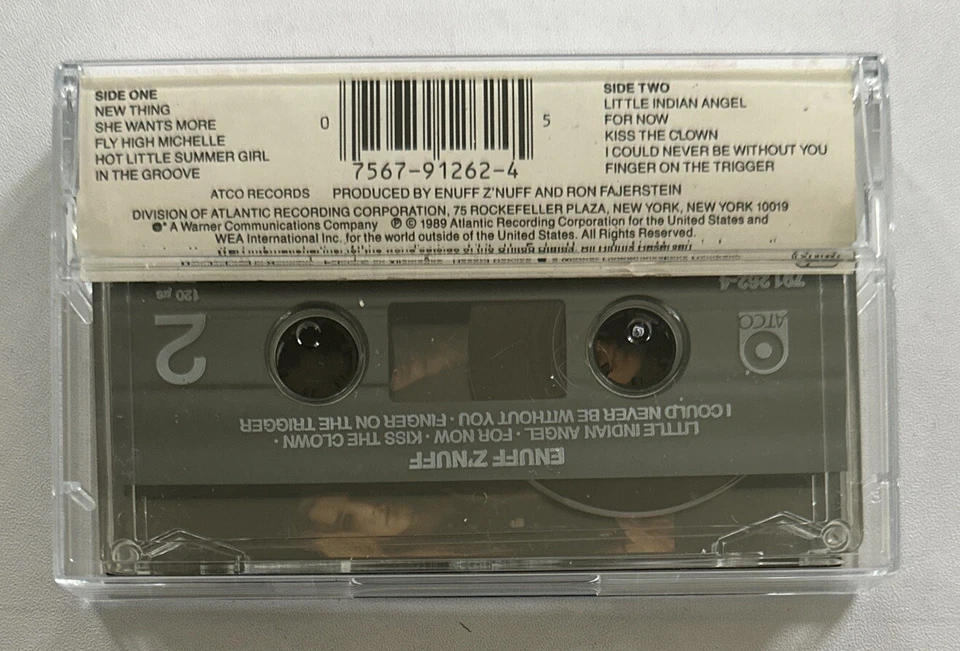 SIDE ONE
NEW THING
SHE WANTS MORE
FLY HIGH MICHELLE
HOT LITTLE SUMMER GIRL
IN THE GROOVE
0 5
7567-91262-4
SIDE TWO
LITTLE INDIAN ANGEL
FOR NOW
KISS THE CLOWN
I COULD NEVER BE WITHOUT YOU
FINGER ON THE TRIGGER
ATCO RECORDS PRODUCED BY ENUFF Z'NUFF AND RON FAJERSTEIN
DIVISION OF ATLANTIC RECORDING CORPORATION, 75 ROCKEFELLER PLAZA, NEW YORK, NEW YORK 10019
A Warner Communications Company ℗ © 1989 Atlantic Recording Corporation for the United States and
WEA International Inc. for the world outside of the United States. All Rights Reserved.
ENUFF Z'NUFF
LITTLE INDIAN ANGEL · FOR NOW · KISS THE CLOWN ·
I COULD NEVER BE WITHOUT YOU · FINGER ON THE TRIGGER
ATCO
2
791262-4
120 µs